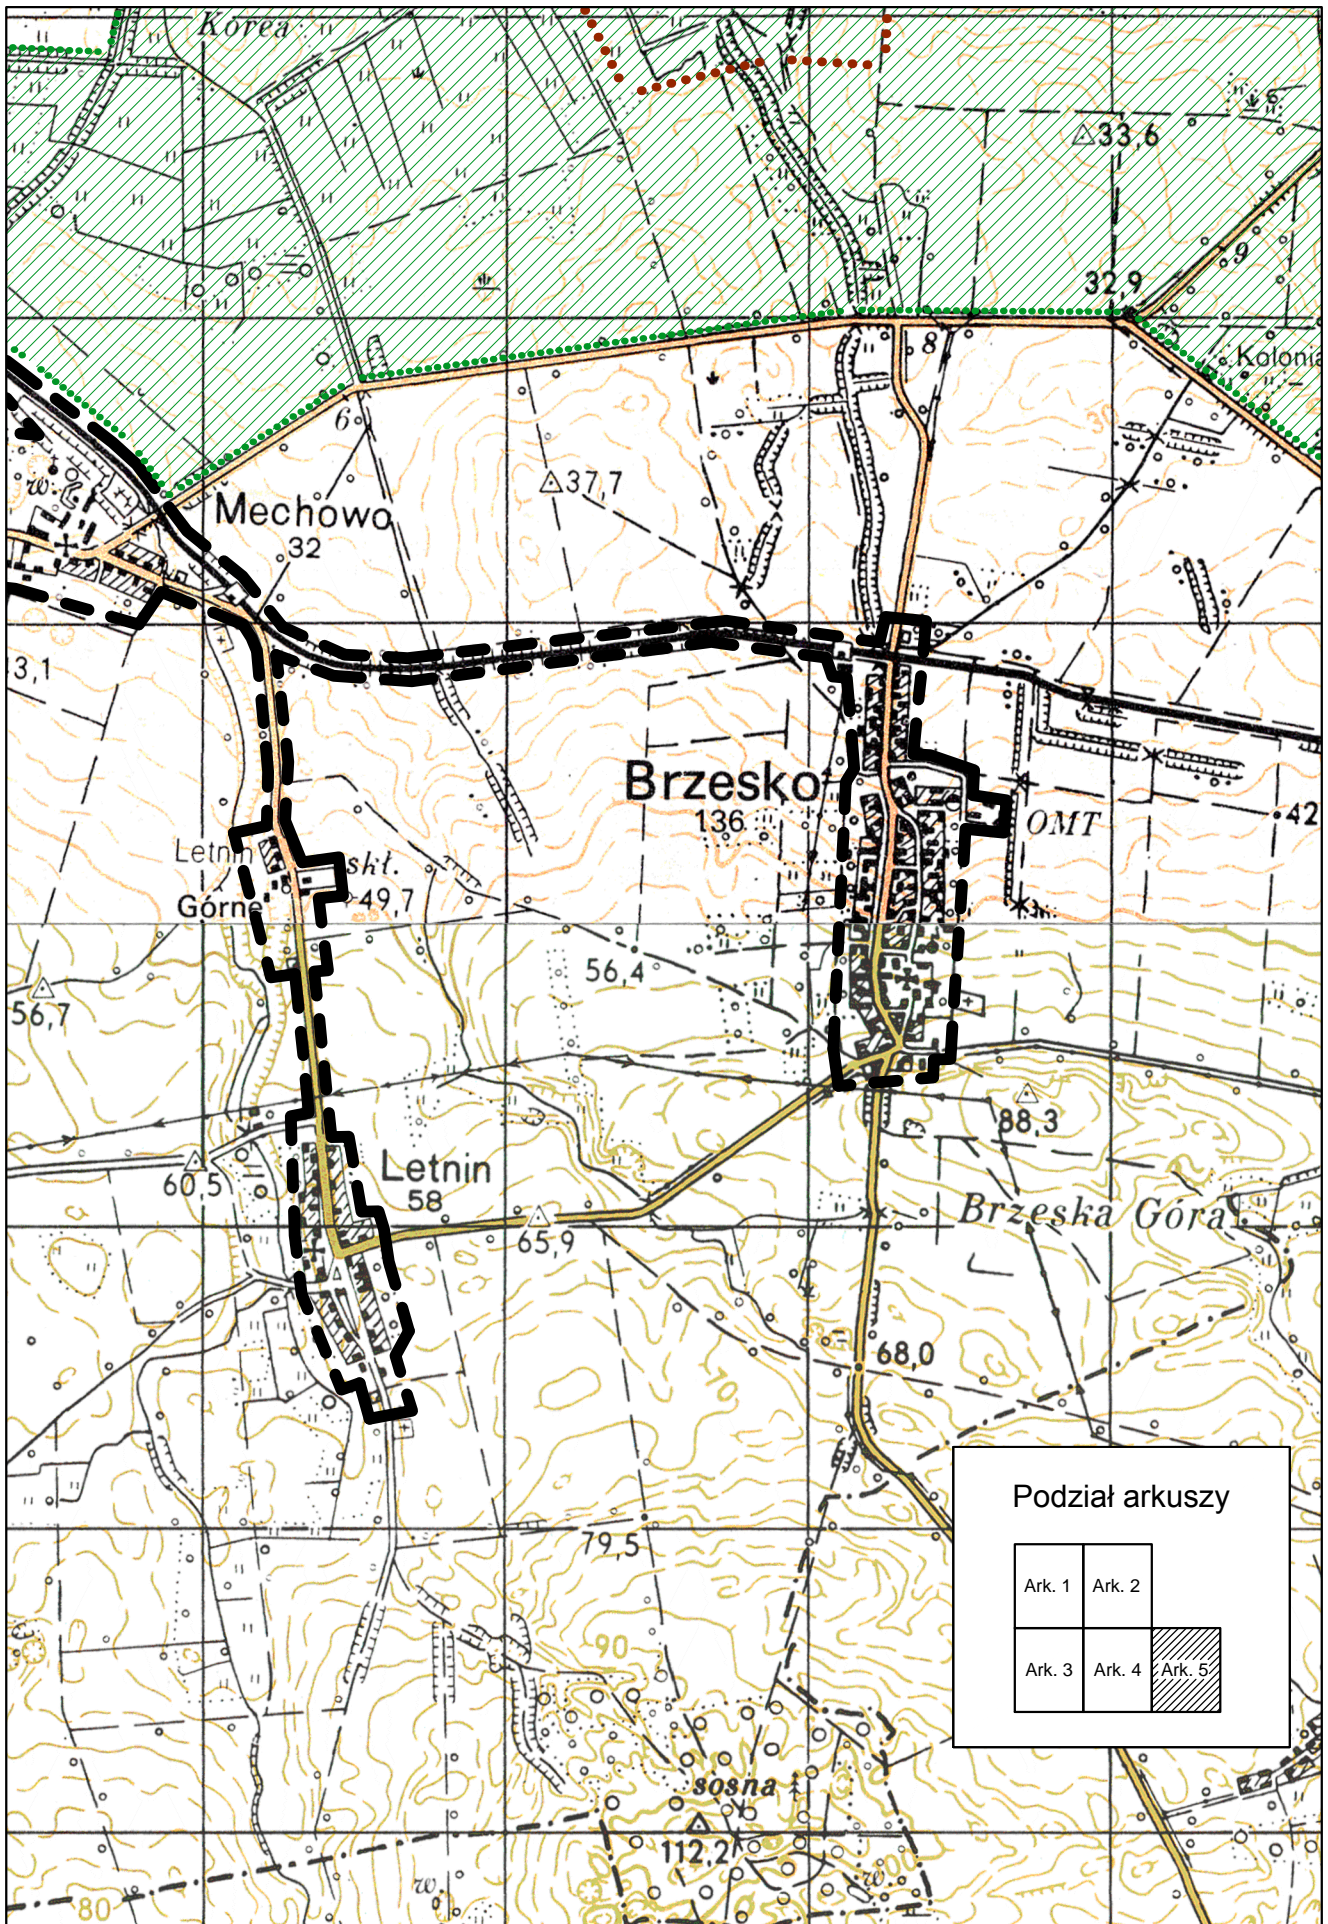 Korea
33,6
9
32,9
8
Kolonia
6
30
w.
37,7
Mechowo
32
3,1
Brzesko
136
OMT
42
Letnin
Górne
skł.
49,7
56,4
56,7
88,3
Letnin
58
60,5
65,9
Brzeska Góra
68,0
70
Podział arkuszy
79,5
Ark. 1
Ark. 2
Ark. 3
Ark. 4
Ark. 5
90
sosna
112,2
w.
w
80